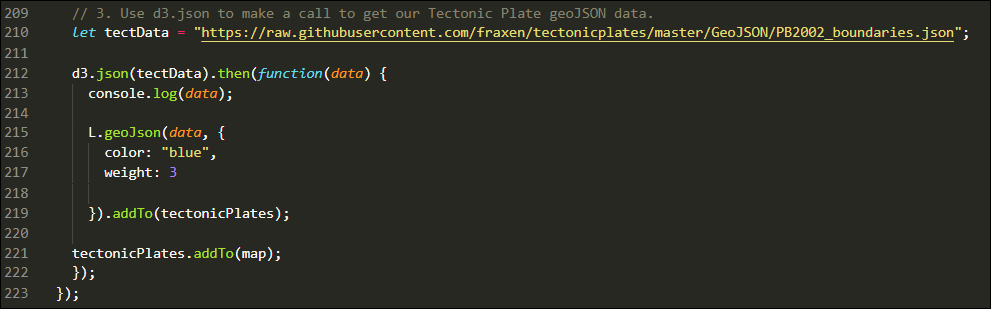 209 // 3. Use d3.json to make a call to get our Tectonic Plate geoJSON data.
210 let tectData = "https://raw.githubusercontent.com/fraxen/tectonicplates/master/GeoJSON/PB2002_boundaries.json";
211
212 d3.json(tectData).then(function(data) {
213 console.log(data);
214
215 L.geoJson(data, {
216 color: "blue",
217 weight: 3
218
219 }).addTo(tectonicPlates);
220
221 tectonicPlates.addTo(map);
222 });
223 });